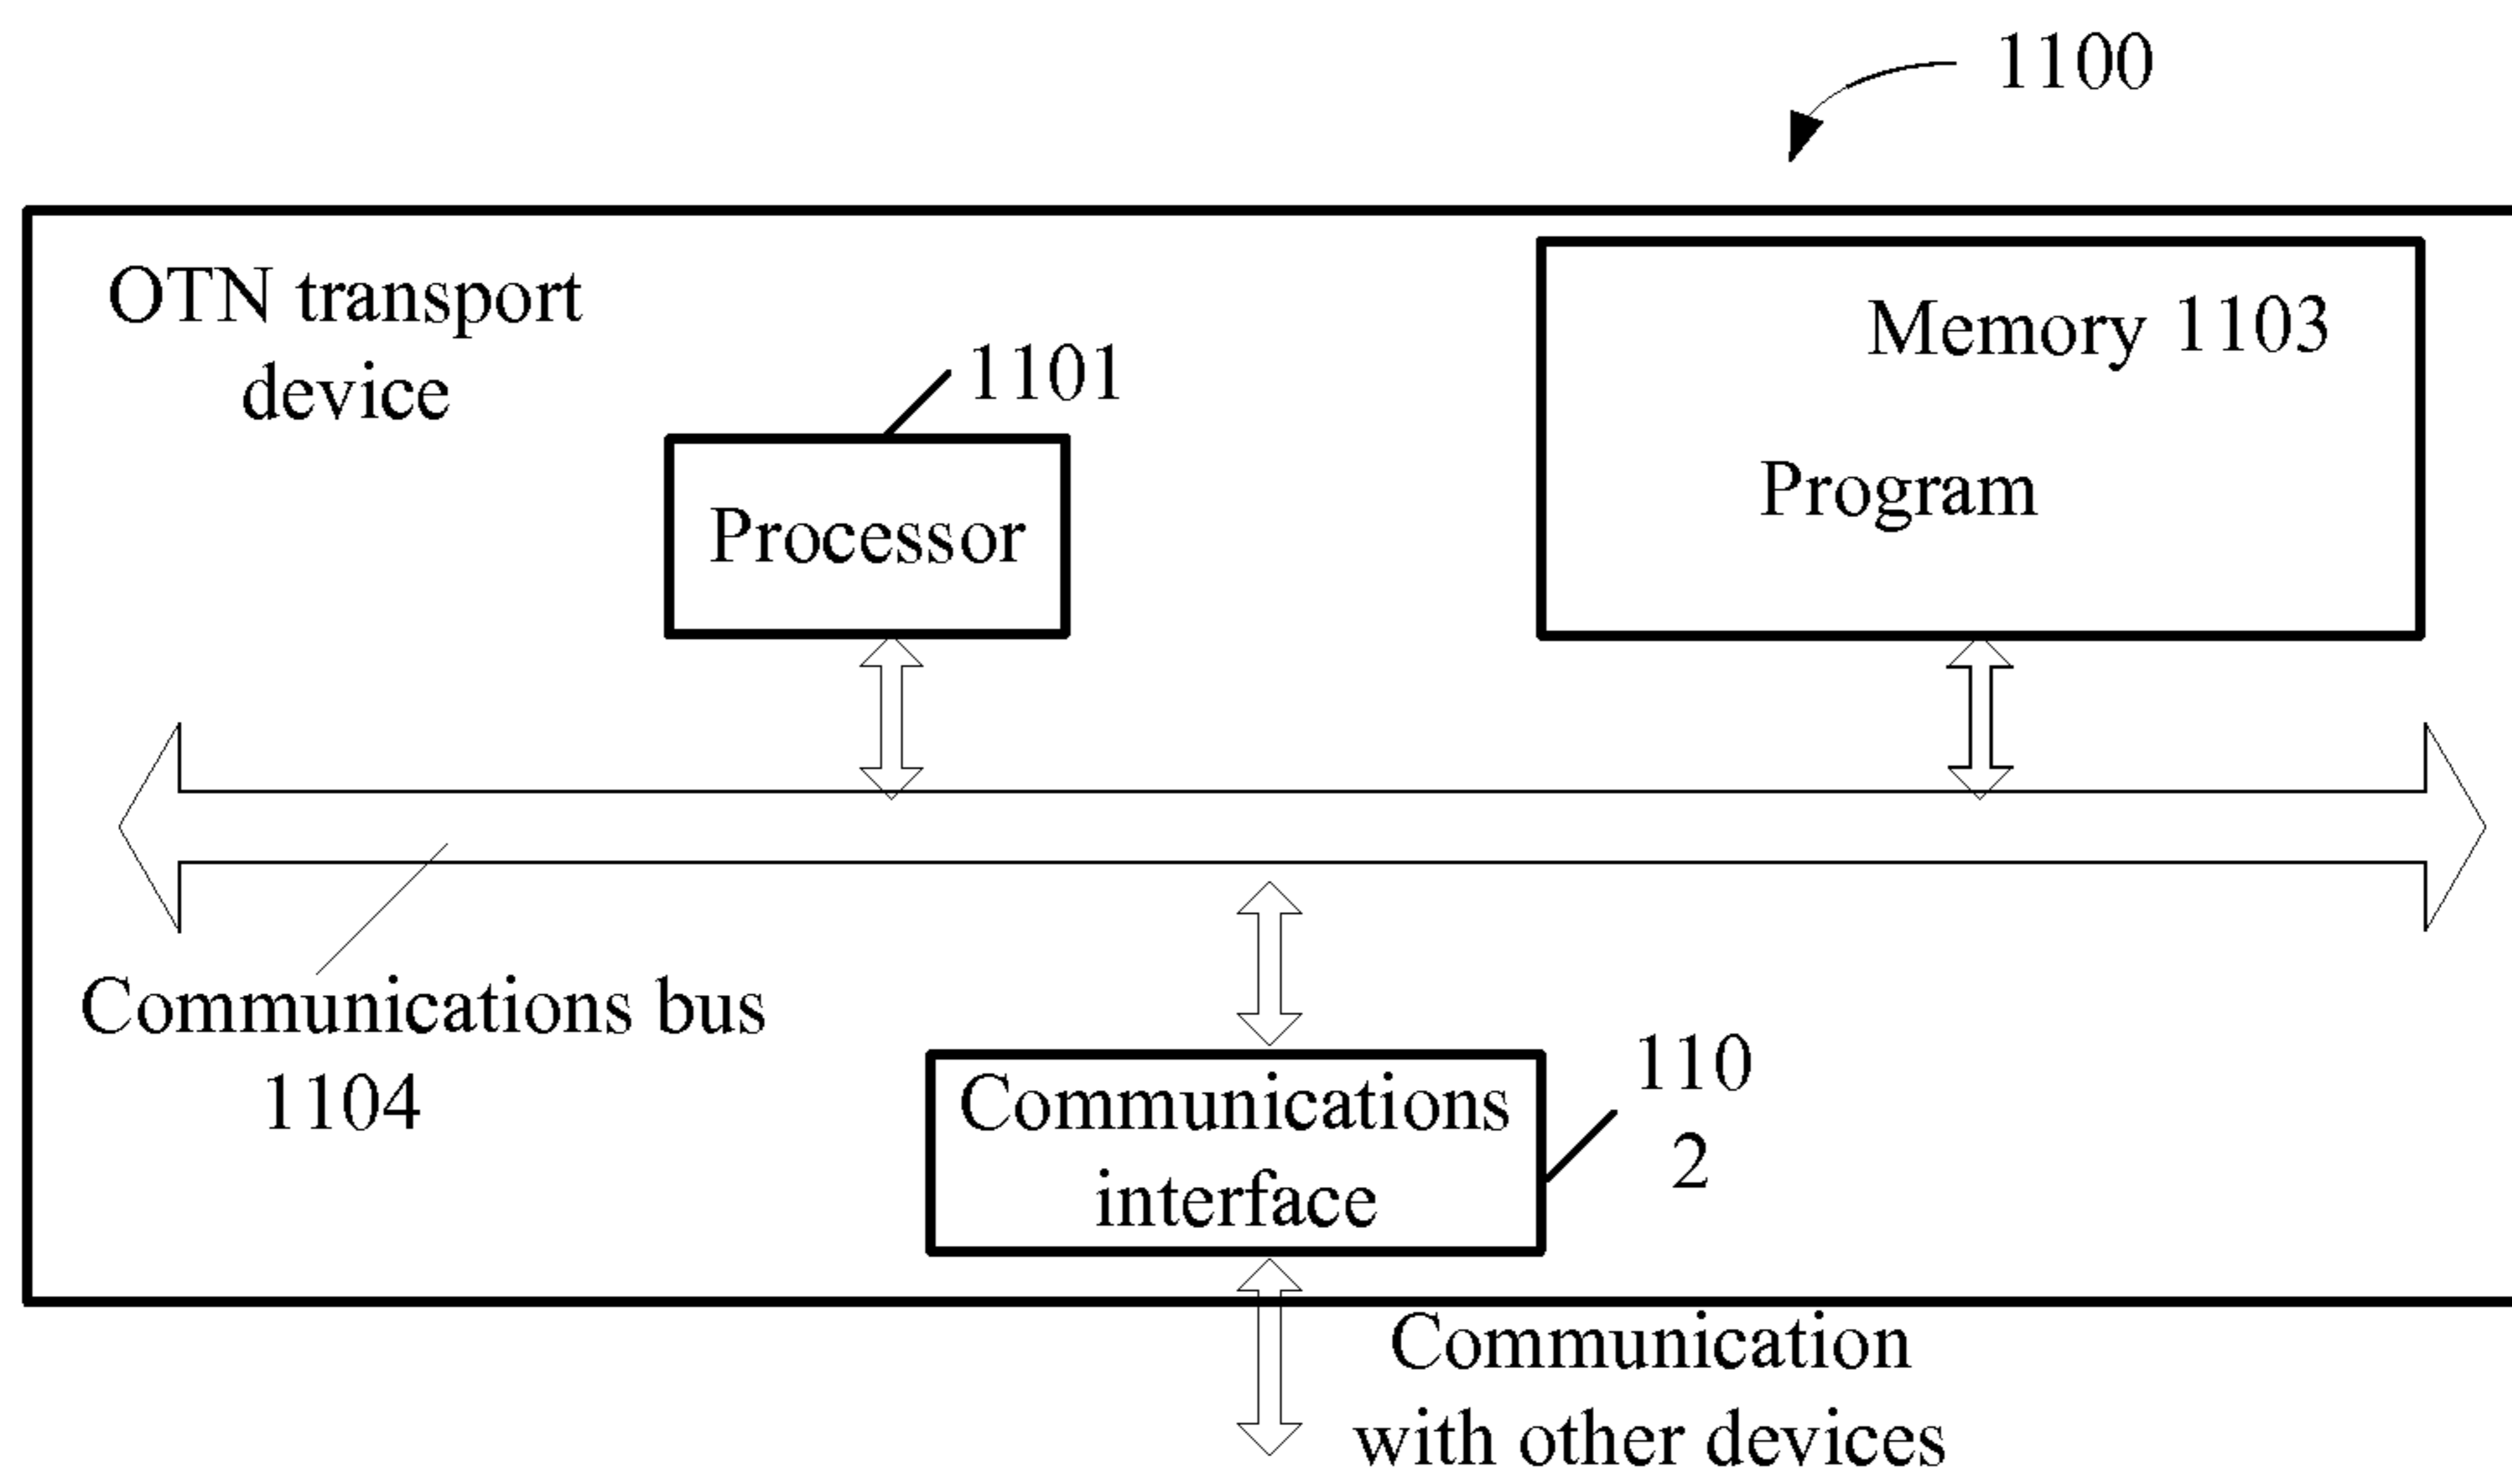 1100
OTN transport
device
Memory 1103
1101
Program
Processor
Communications bus
1104
110
2
Communications
interface
Communication
with other devices